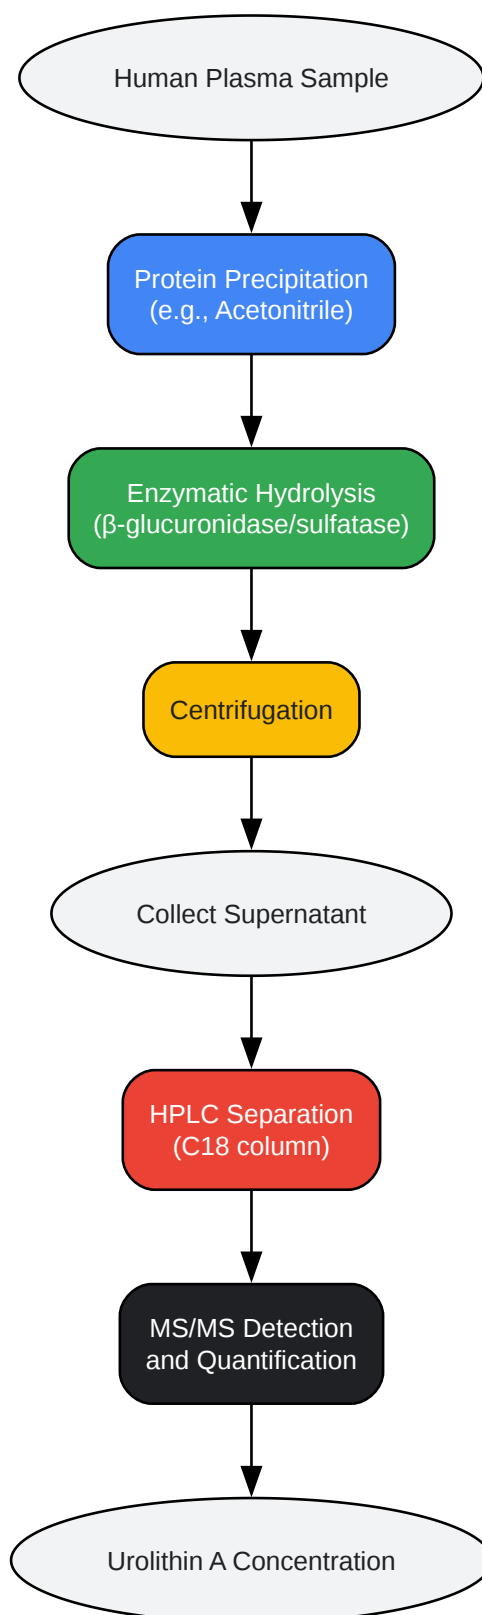 Human Plasma Sample
Protein Precipitation
(e.g., Acetonitrile)
Enzymatic Hydrolysis
(β-glucuronidase/sulfatase)
Centrifugation
Collect Supernatant
HPLC Separation
(C18 column)
MS/MS Detection
and Quantification
Urolithin A Concentration